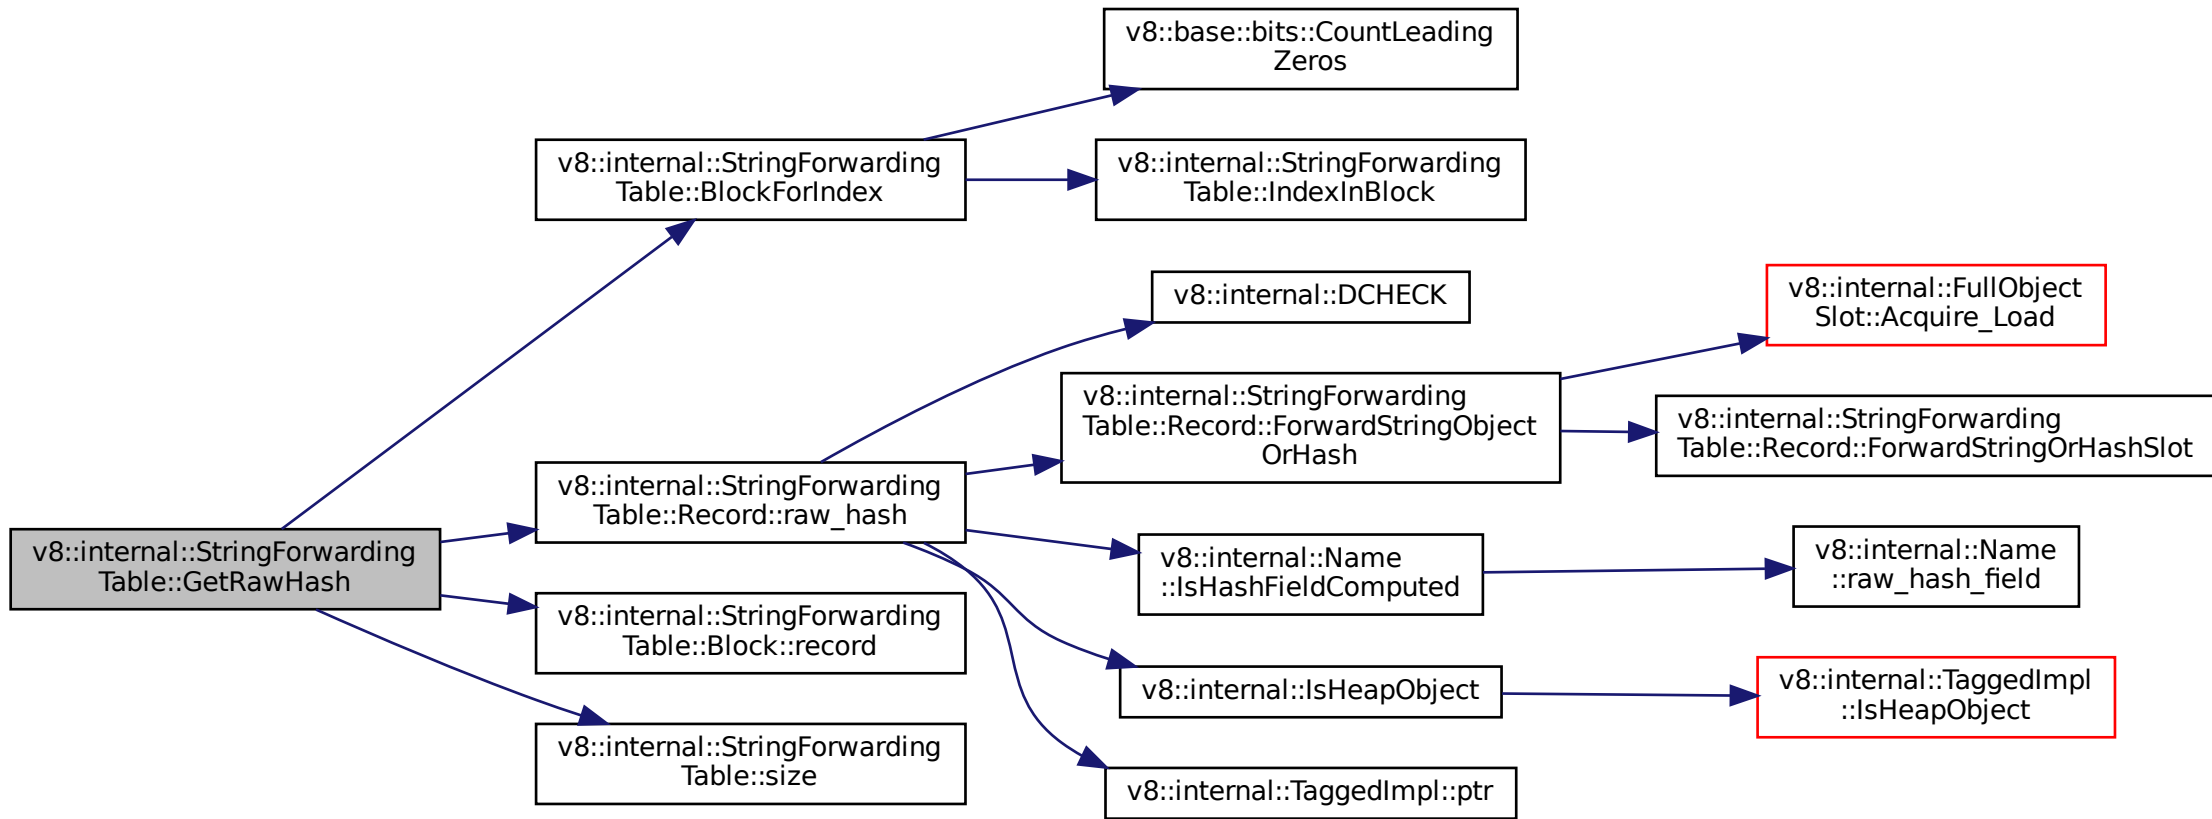 v8::base::bits::CountLeading
Zeros
v8::internal::StringForwarding
Table::BlockForIndex
v8::internal::StringForwarding
Table::IndexInBlock
v8::internal::DCHECK
v8::internal::FullObject
Slot::Acquire_Load
v8::internal::StringForwarding
Table::Record::ForwardStringObject
OrHash
v8::internal::StringForwarding
Table::Record::ForwardStringOrHashSlot
v8::internal::StringForwarding
Table::Record::raw_hash
v8::internal::StringForwarding
Table::GetRawHash
v8::internal::Name
::IsHashFieldComputed
v8::internal::Name
::raw_hash_field
v8::internal::StringForwarding
Table::Block::record
v8::internal::IsHeapObject
v8::internal::TaggedImpl
::IsHeapObject
v8::internal::StringForwarding
Table::size
v8::internal::TaggedImpl::ptr